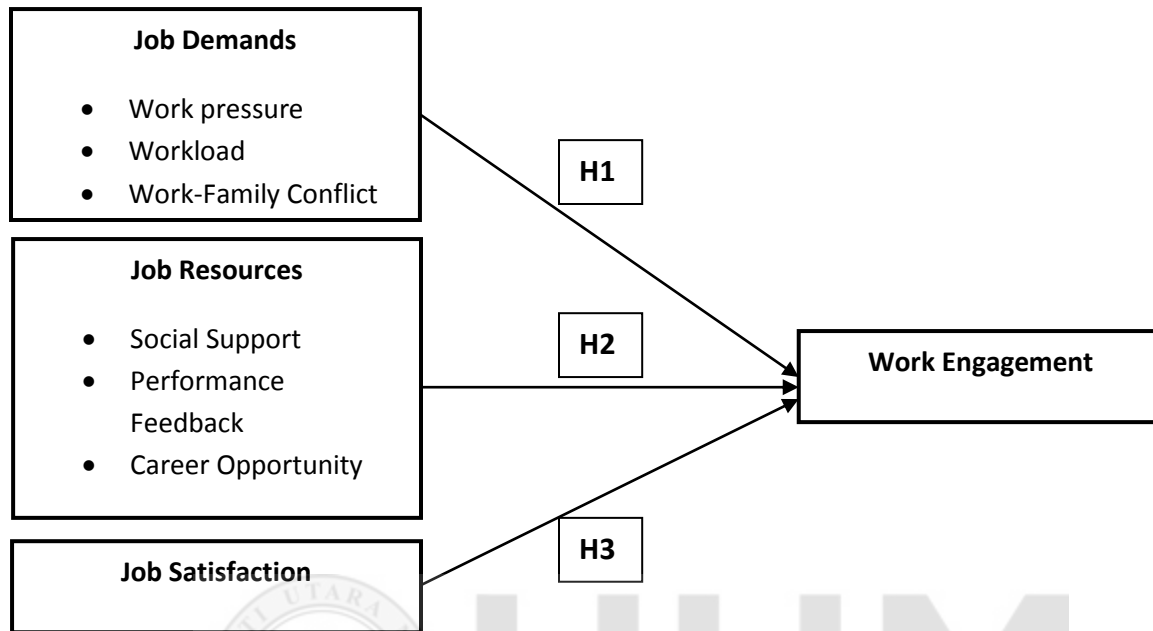 Job Demands
• Work pressure
• Workload
• Work-Family Conflict
H1
Job Resources
• Social Support
• Performance
Feedback
• Career Opportunity
H2
Work Engagement
Job Satisfaction
H3
UTARA